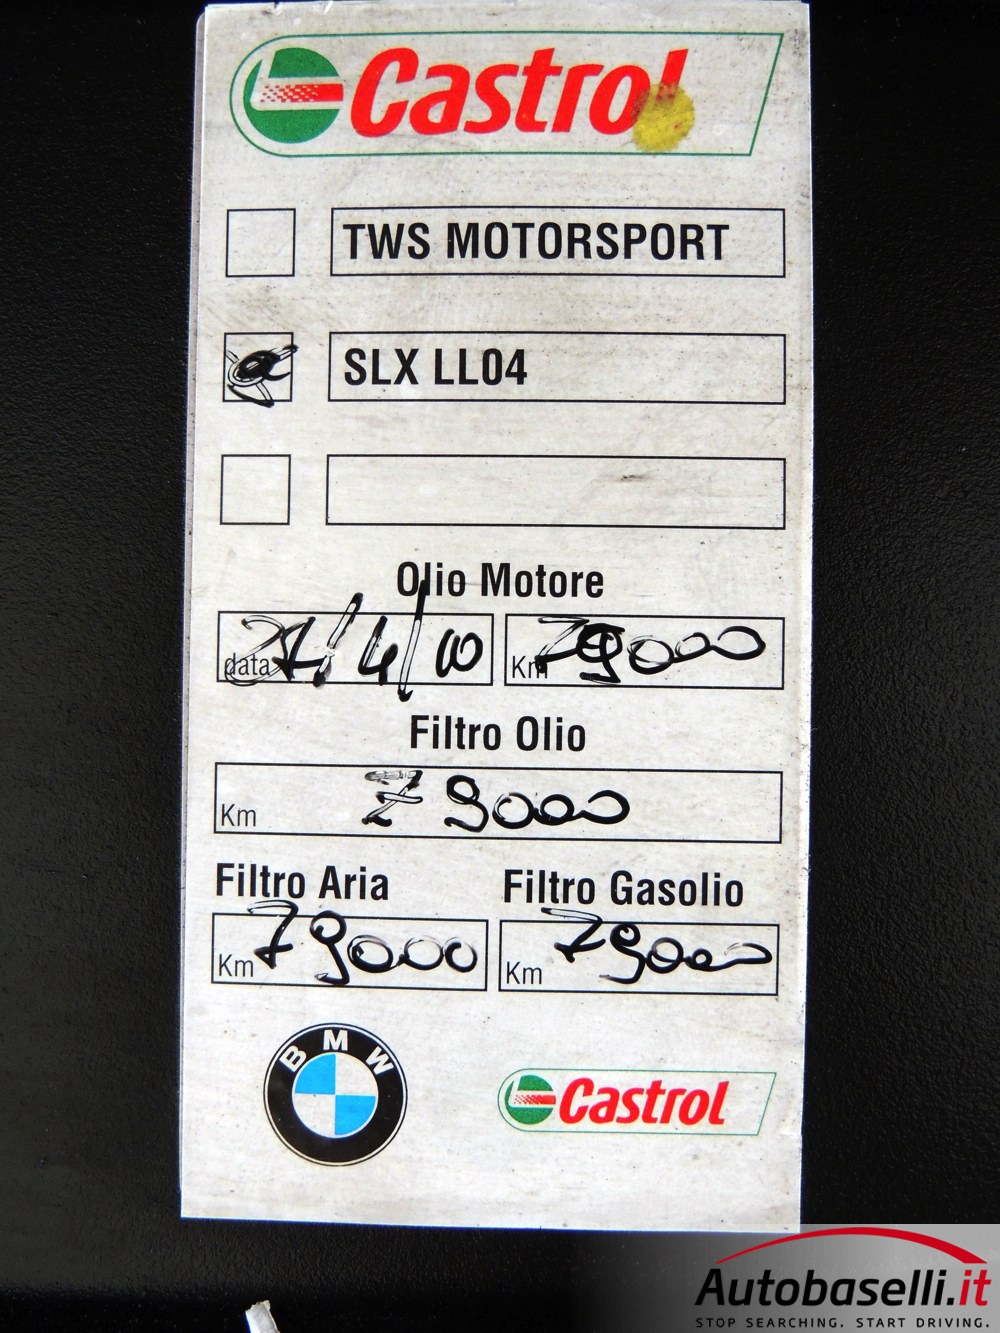 Castrol
TWS MOTORSPORT
SLX LL04
Olio Motore
data 27/4/10 Km 79000
Filtro Olio
Km 79000
Filtro Aria Filtro Gasolio
Km 79000 Km 79000
BMW Castrol
Autobaselli.it
STOP SEARCHING. START DRIVING.